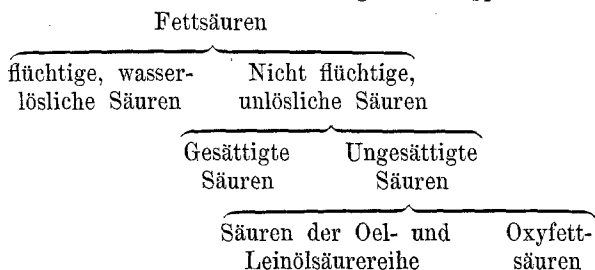 Fettsäuren
flüchtige, wasser- Nicht flüchtige,
lösliche Säuren unlösliche Säuren
Gesättigte Ungesättigte
Säuren Säuren
Säuren der Oel- und Oxyfett-
Leinölsäurereihe säuren